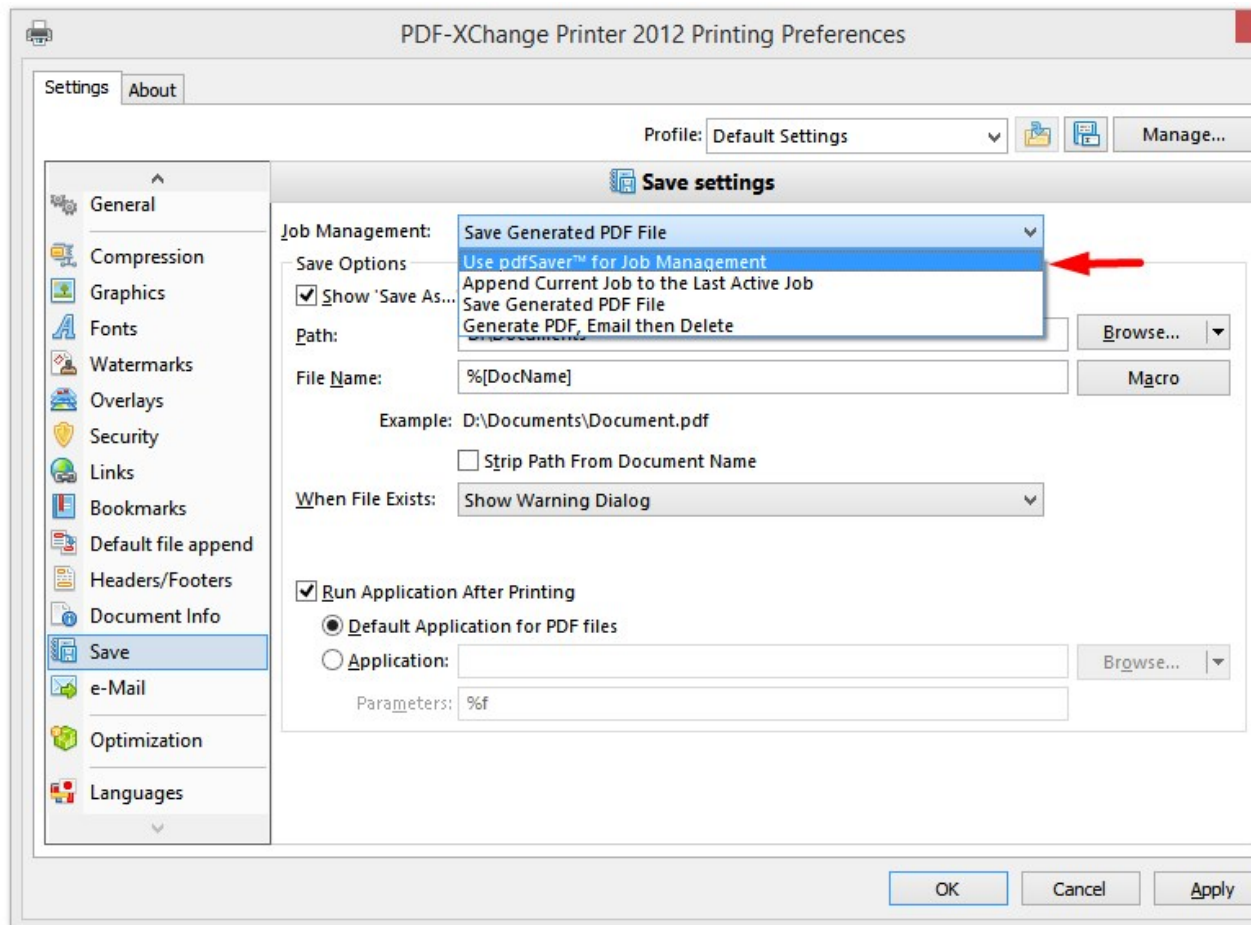 PDF-XChange Printer 2012 Printing Preferences
Settings About
Profile: Default Settings Manage...
General
Compression
Graphics
Fonts
Watermarks
Overlays
Security
Links
Bookmarks
Default file append
Headers/Footers
Document Info
Save
e-Mail
Optimization
Languages
Save settings
Job Management: Save Generated PDF File
Use pdfSaver™ for Job Management
Append Current Job to the Last Active Job
Save Generated PDF File
Generate PDF, Email then Delete
Save Options
Show 'Save As...'
Path: D:\Documents Browse...
File Name: %[DocName] Macro
Example: D:\Documents\Document.pdf
Strip Path From Document Name
When File Exists: Show Warning Dialog
Run Application After Printing
Default Application for PDF files
Application: Browse...
Parameters: %f
OK Cancel Apply